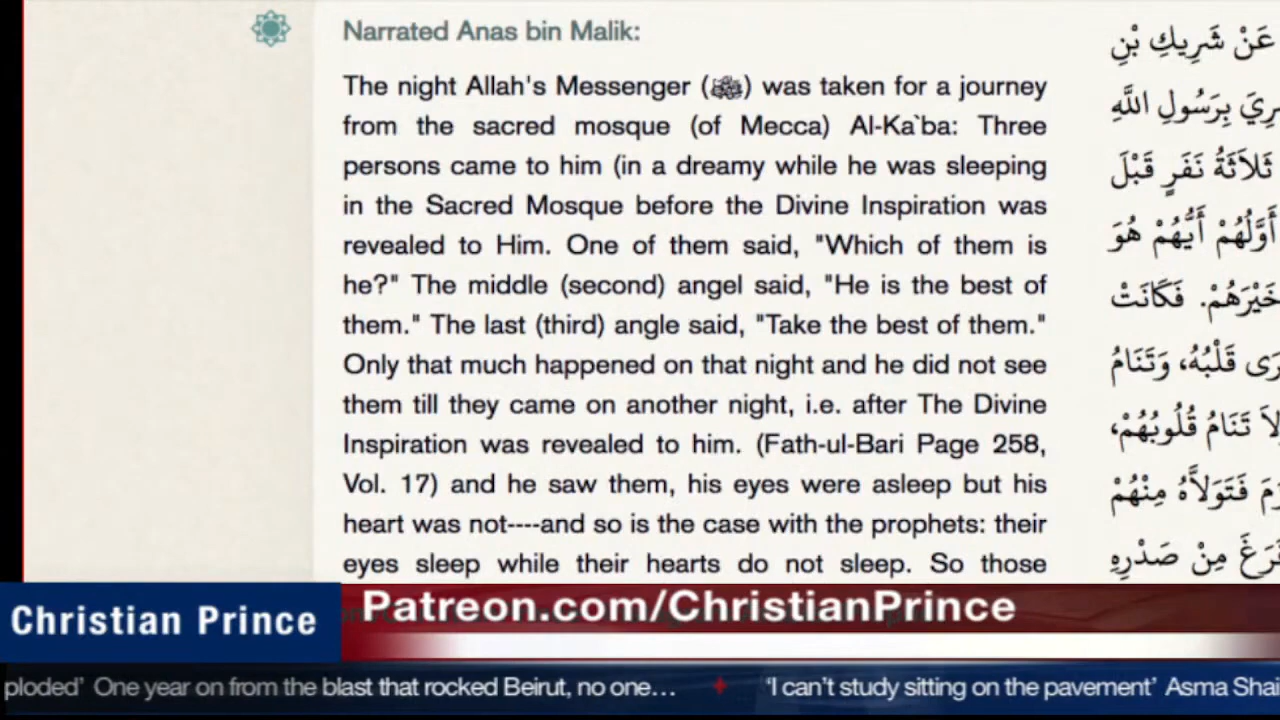 Narrated Anas bin Malik:
The night Allah's Messenger (ﷺ) was taken for a journey
from the sacred mosque (of Mecca) Al-Ka`ba: Three
persons came to him (in a dreamy while he was sleeping
in the Sacred Mosque before the Divine Inspiration was
revealed to Him. One of them said, "Which of them is
he?" The middle (second) angel said, "He is the best of
them." The last (third) angle said, "Take the best of them."
Only that much happened on that night and he did not see
them till they came on another night, i.e. after The Divine
Inspiration was revealed to him. (Fath-ul-Bari Page 258,
Vol. 17) and he saw them, his eyes were asleep but his
heart was not----and so is the case with the prophets: their
eyes sleep while their hearts do not sleep. So those
عَنْ شَرِيكِ بْنِ
بِرَسُولِ اللَّهِ
ثَلاَثَةُ نَفَرٍ قَبْلَ
أَوَّلُهُمْ أَيُّهُمْ هُوَ
خَيْرَهُمْ. فَكَانَتْ
قَلْبُهُ، وَتَنَامُ
تَنَامُ قُلُوبُهُمْ،
فَتَوَلاَّهُ مِنْهُمْ
مِنْ صَدْرِهِ
Christian Prince
Patreon.com/ChristianPrince
ploded' One year on from the blast that rocked Beirut, no one… 'I can't study sitting on the pavement' Asma Shai